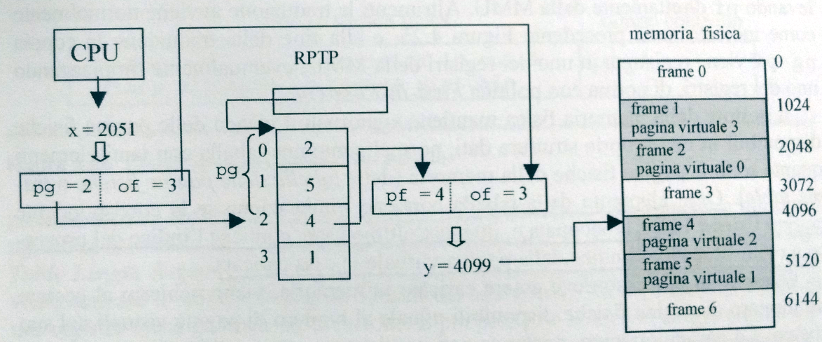 CPU
x = 2051
pg = 2 of = 3
RPTP
pg
0 2
1 5
2 4
3 1
pf = 4 of = 3
y = 4099
memoria fisica
0
frame 0
1024
frame 1
pagina virtuale 3
2048
frame 2
pagina virtuale 0
3072
frame 3
4096
frame 4
pagina virtuale 2
5120
frame 5
pagina virtuale 1
6144
frame 6